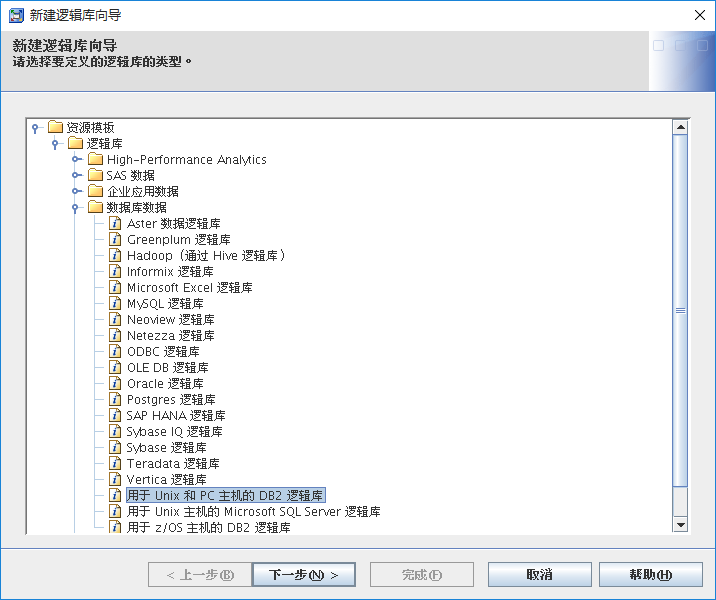 新建逻辑库向导
新建逻辑库向导
请选择要定义的逻辑库的类型。
资源模板
逻辑库
High-Performance Analytics
SAS 数据
企业应用数据
数据库数据
Aster 数据逻辑库
Greenplum 逻辑库
Hadoop（通过 Hive 逻辑库）
Informix 逻辑库
Microsoft Excel 逻辑库
MySQL 逻辑库
Neoview 逻辑库
Netezza 逻辑库
ODBC 逻辑库
OLE DB 逻辑库
Oracle 逻辑库
Postgres 逻辑库
SAP HANA 逻辑库
Sybase IQ 逻辑库
Sybase 逻辑库
Teradata 逻辑库
Vertica 逻辑库
用于 Unix 和 PC 主机的 DB2 逻辑库
用于 Unix 主机的 Microsoft SQL Server 逻辑库
用于 z/OS 主机的 DB2 逻辑库
< 上一步(B) 下一步(N) > 完成(F) 取消 帮助(H)